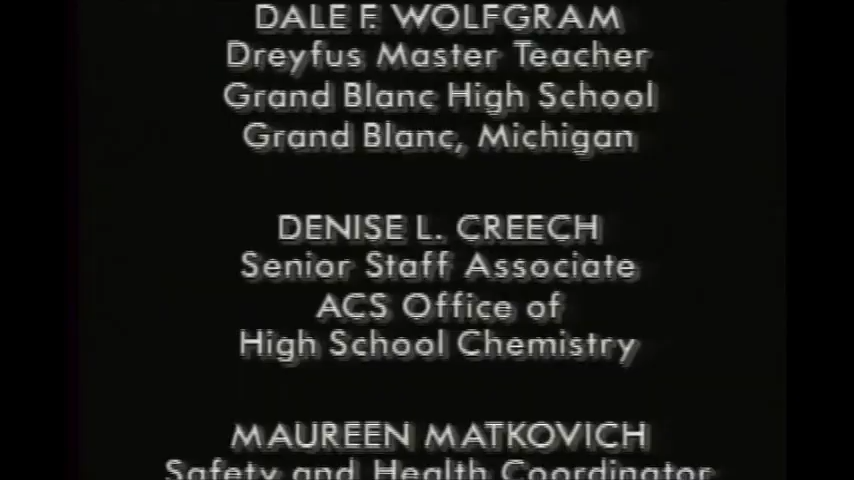 DALE F. WOLFGRAM
Dreyfus Master Teacher
Grand Blanc High School
Grand Blanc, Michigan
DENISE L. CREECH
Senior Staff Associate
ACS Office of
High School Chemistry
MAUREEN MATKOVICH
Safety and Health Coordinator